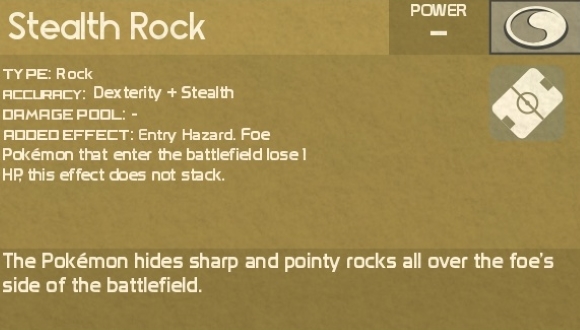 Stealth Rock
POWER
–
TYPE: Rock
ACCURACY: Dexterity + Stealth
DAMAGE POOL: -
ADDED EFFECT: Entry Hazard. Foe
Pokémon that enter the battlefield lose 1
HP, this effect does not stack.
The Pokémon hides sharp and pointy rocks all over the foe's
side of the battlefield.